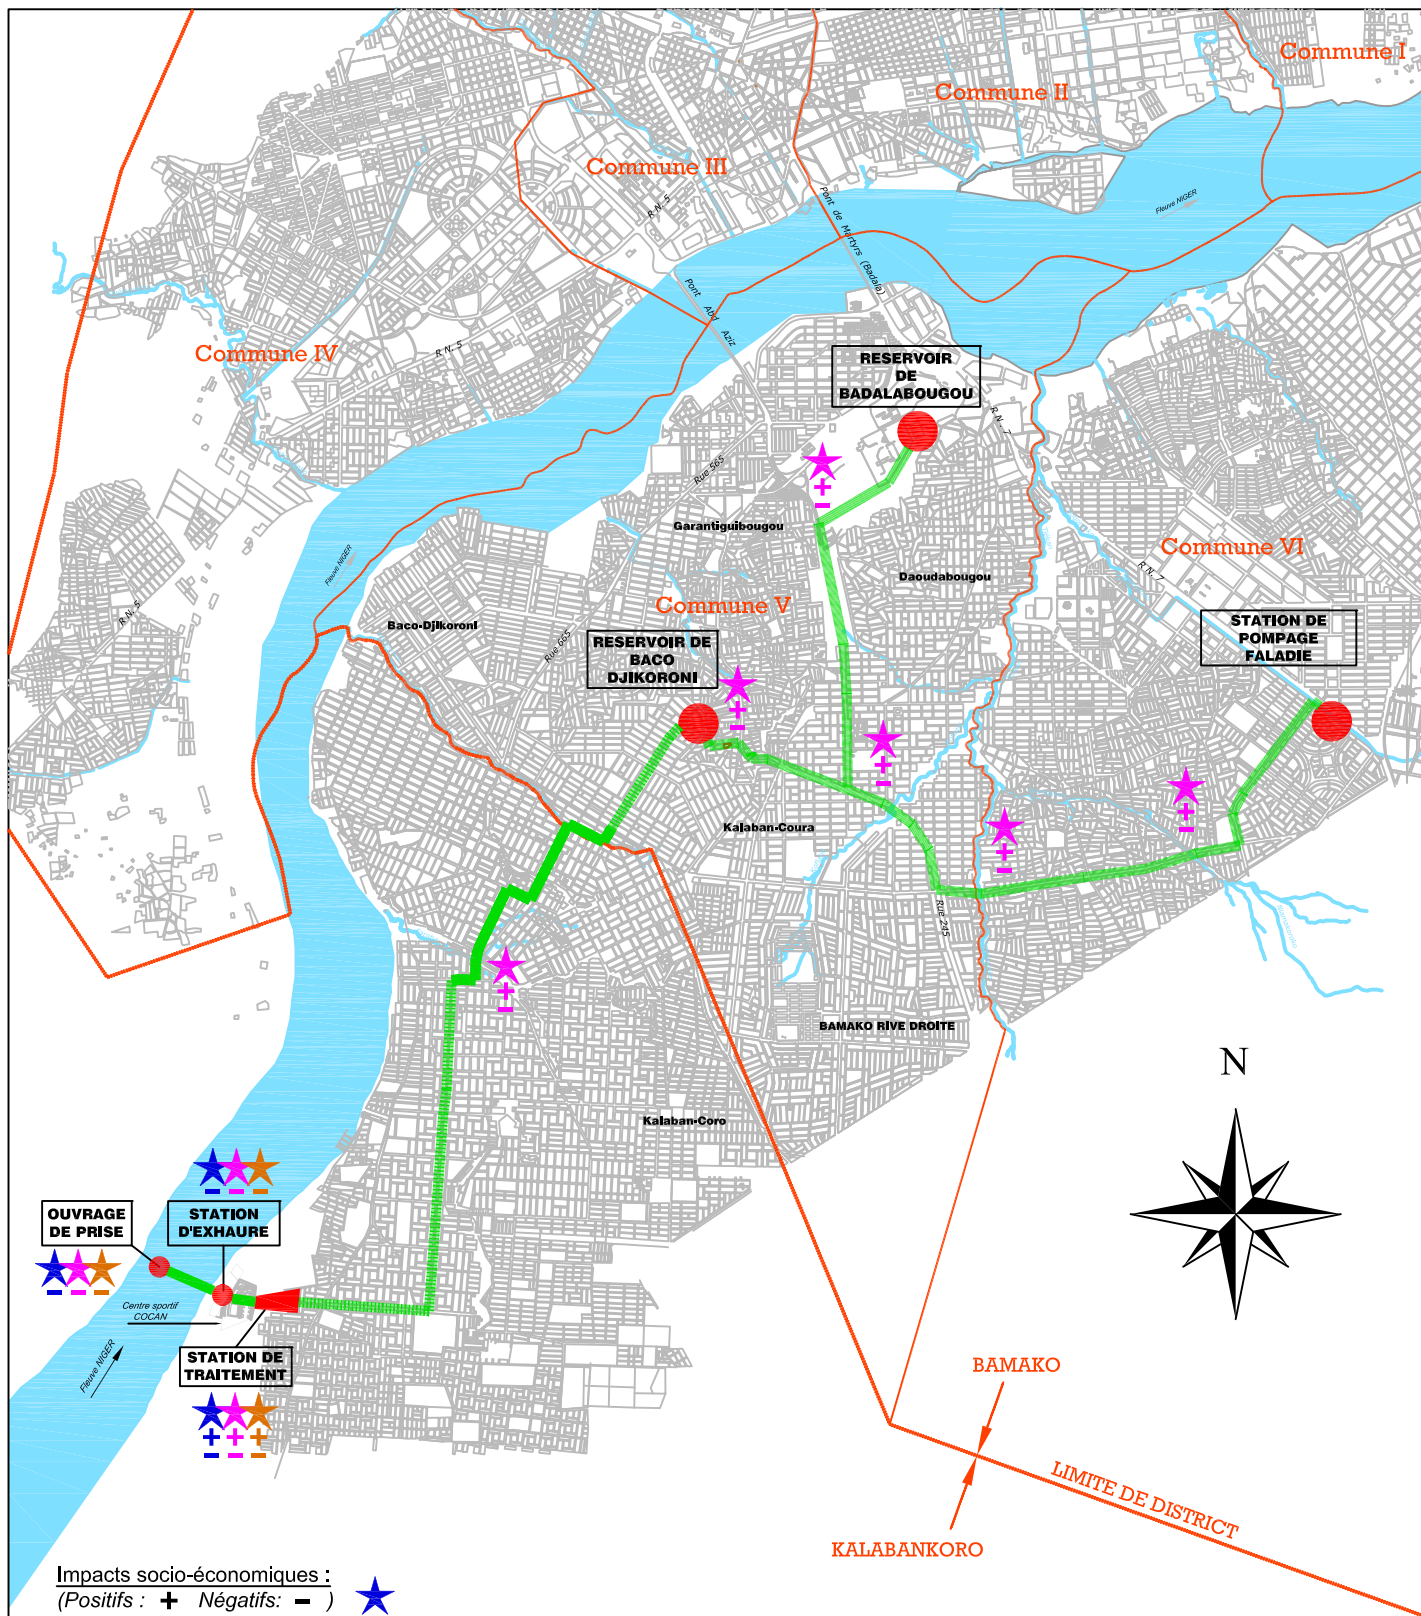 Commune I
Commune II
Commune III
R N. 5
Pont de Martyrs (Badala)
Fleuve NIGER
Pont Abd Aziz
Commune IV
R N. 5
RESERVOIR
DE
BADALABOUGOU
R N. 7
Rue 565
Garantiguibougou
Commune VI
R N. 7
Fleuve NIGER
Daoudabougou
R N. 5
Commune V
Baco-Djikoroni
Rue 665
RESERVOIR DE
BACO
DJIKORONI
STATION DE
POMPAGE
FALADIE
Kalaban-Coura
Rue 245
BAMAKO RIVE DROITE
N
Kalaban-Coro
OUVRAGE
DE PRISE
STATION
D'EXHAURE
Centre sportif
COCAN
Fleuve NIGER
STATION DE
TRAITEMENT
BAMAKO
LIMITE DE DISTRICT
KALABANKORO
Impacts socio-économiques :
(Positifs : + Négatifs: - )